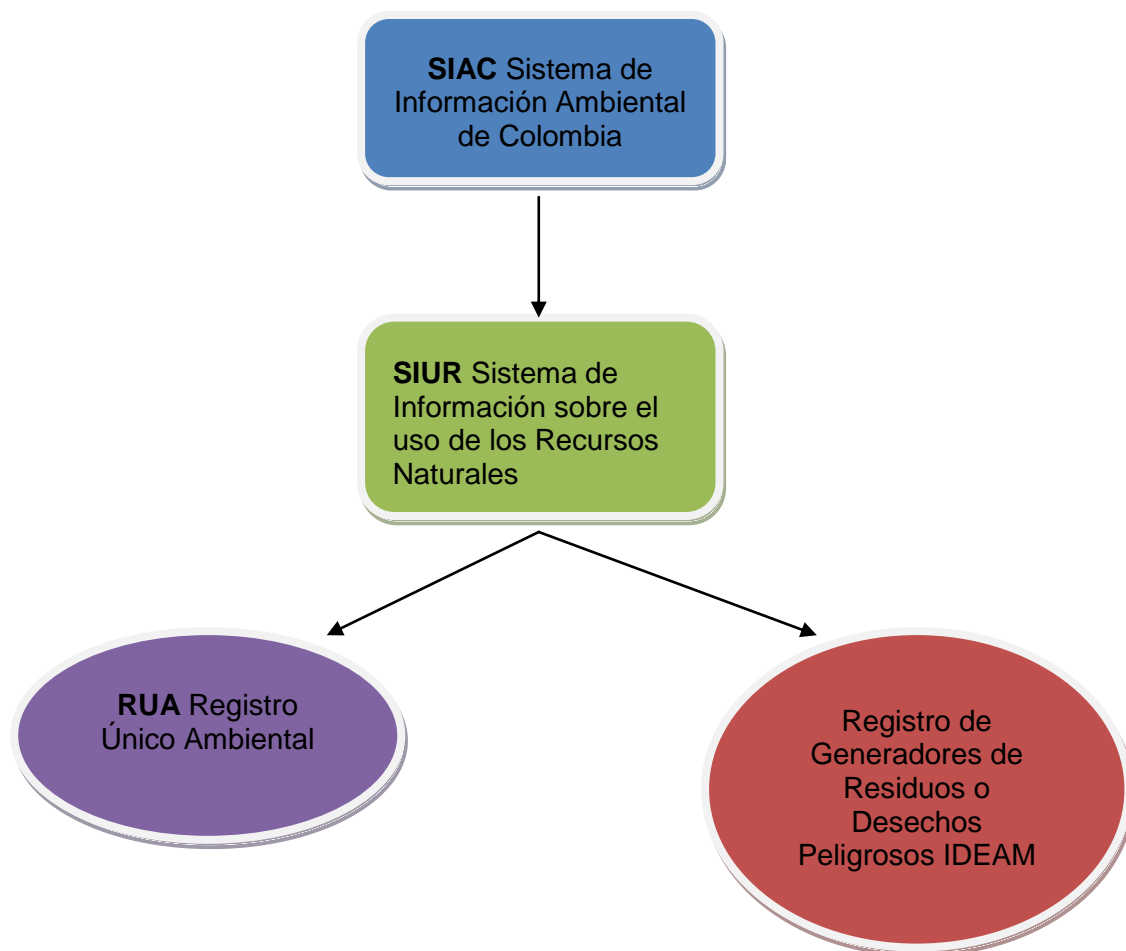 SIAC Sistema de
Información Ambiental
de Colombia
SIUR Sistema de
Información sobre el
uso de los Recursos
Naturales
RUA Registro
Único Ambiental
Registro de
Generadores de
Residuos o
Desechos
Peligrosos IDEAM